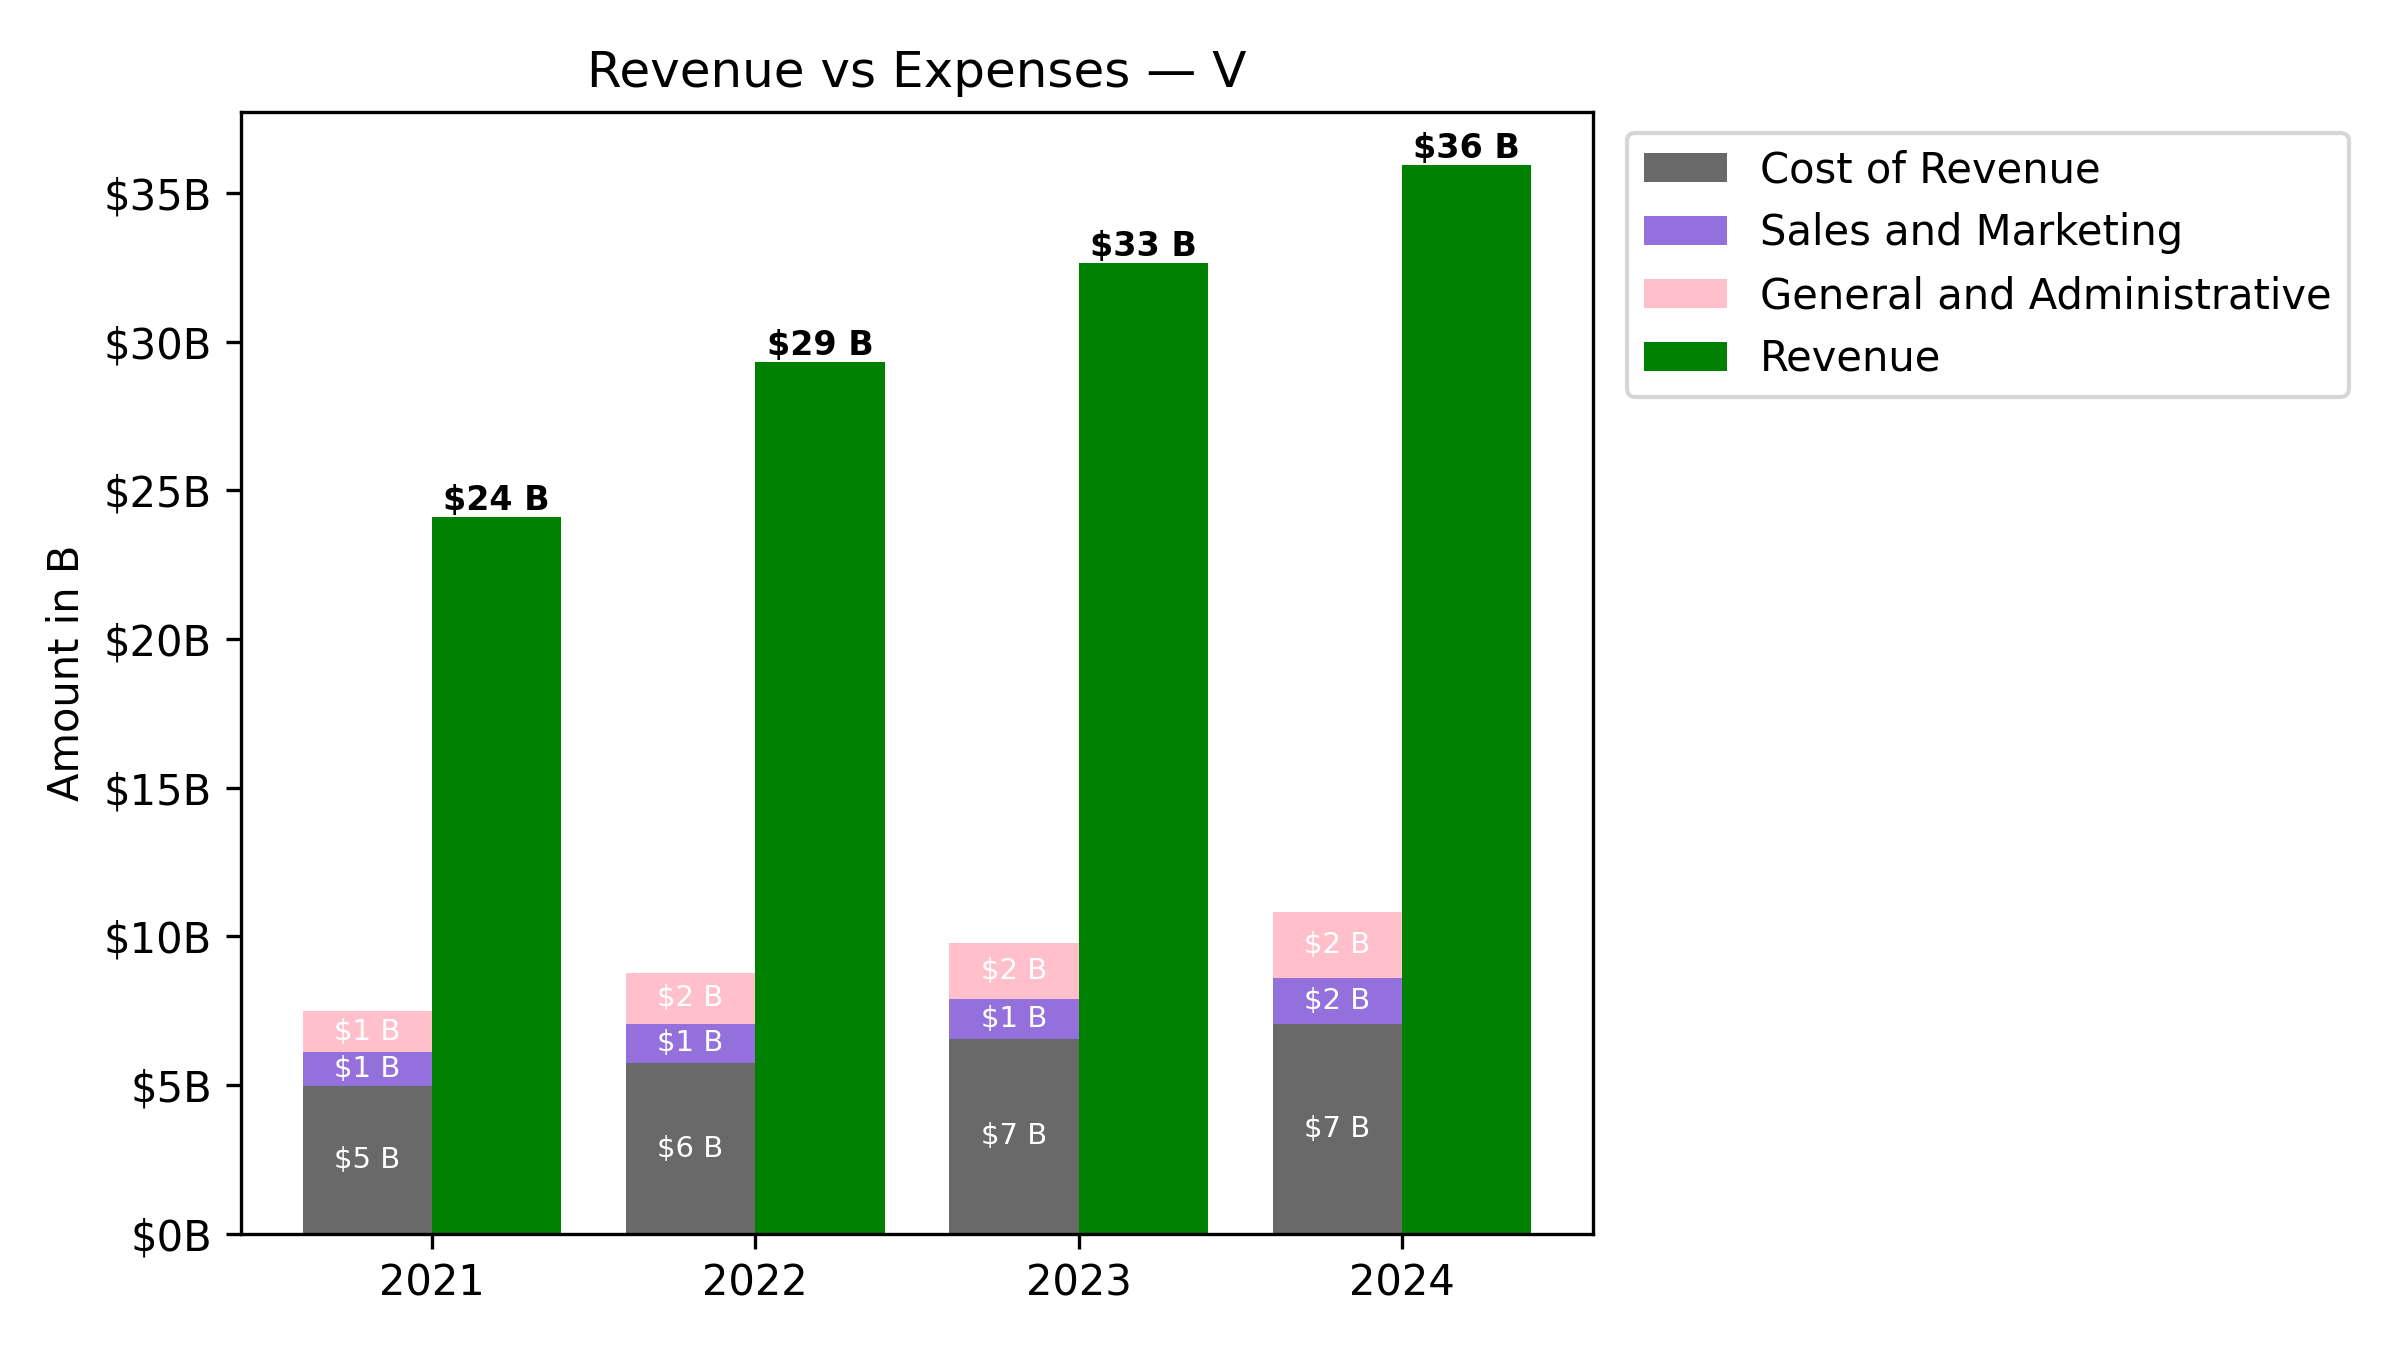 Revenue vs Expenses — V
Amount in B
$35B
$30B
$25B
$20B
$15B
$10B
$5B
$0B
$24 B
$29 B
$33 B
$36 B
$1 B
$1 B
$5 B
$2 B
$1 B
$6 B
$2 B
$1 B
$7 B
$2 B
$2 B
$7 B
2021
2022
2023
2024
Cost of Revenue
Sales and Marketing
General and Administrative
Revenue